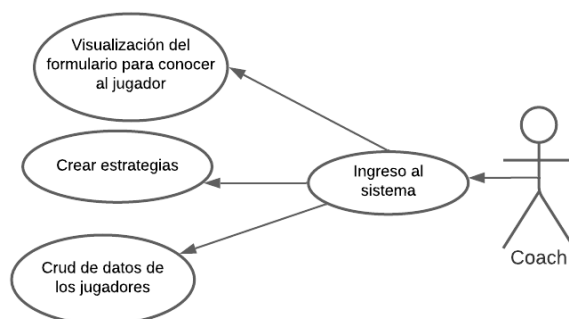 Visualización del
formulario para conocer
al jugador
Crear estrategias
Ingreso al
sistema
Coach
Crud de datos de
los jugadores